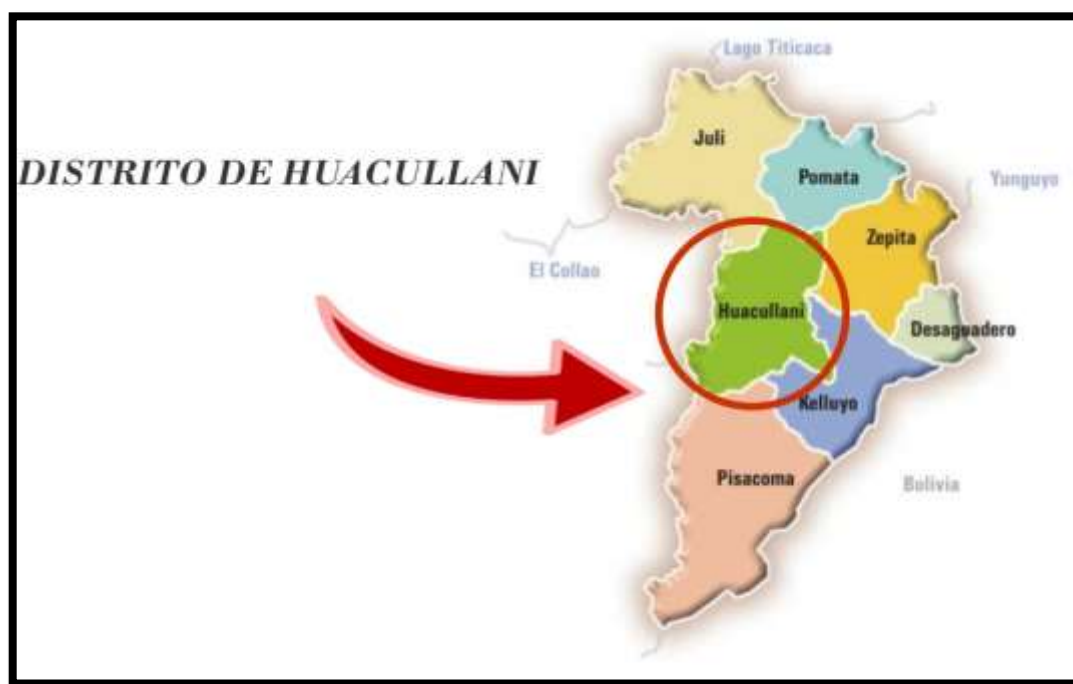 Lago Titicaca
Juli
DISTRITO DE HUACULLANI
Pomata
Yunguyo
Zepita
El Collao
Huacullani
Desaguadero
Kelluyo
Pisacoma
Bolivia